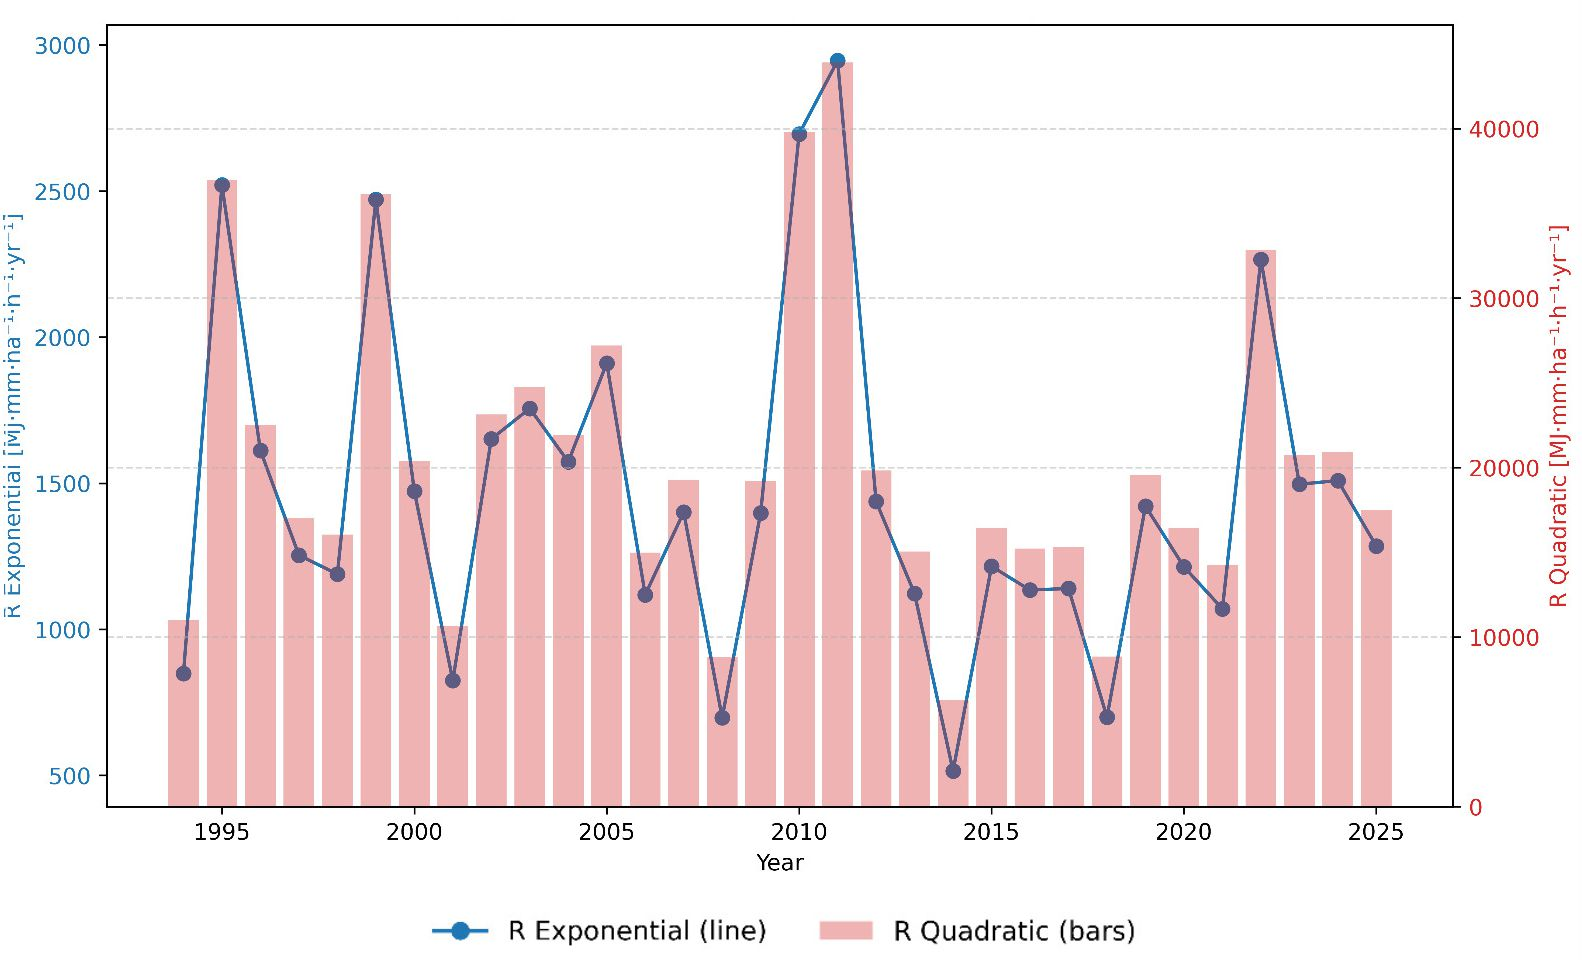 3000
2500
2000
1500
1000
500
R Exponential [MJ·mm·ha⁻¹·h⁻¹·yr⁻¹]
40000
30000
20000
10000
0
R Quadratic [MJ·mm·ha⁻¹·h⁻¹·yr⁻¹]
1995 2000 2005 2010 2015 2020 2025
Year
R Exponential (line) R Quadratic (bars)